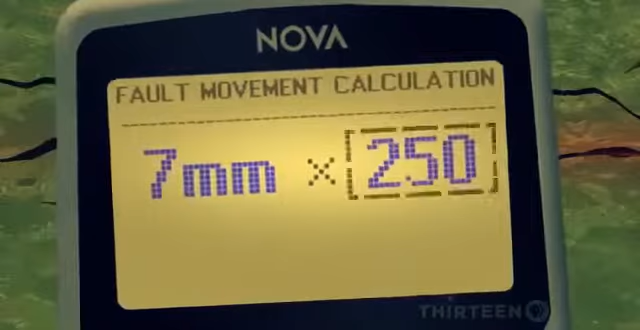 NOVA
FAULT MOVEMENT CALCULATION
7mm × 250
THIRTEEN